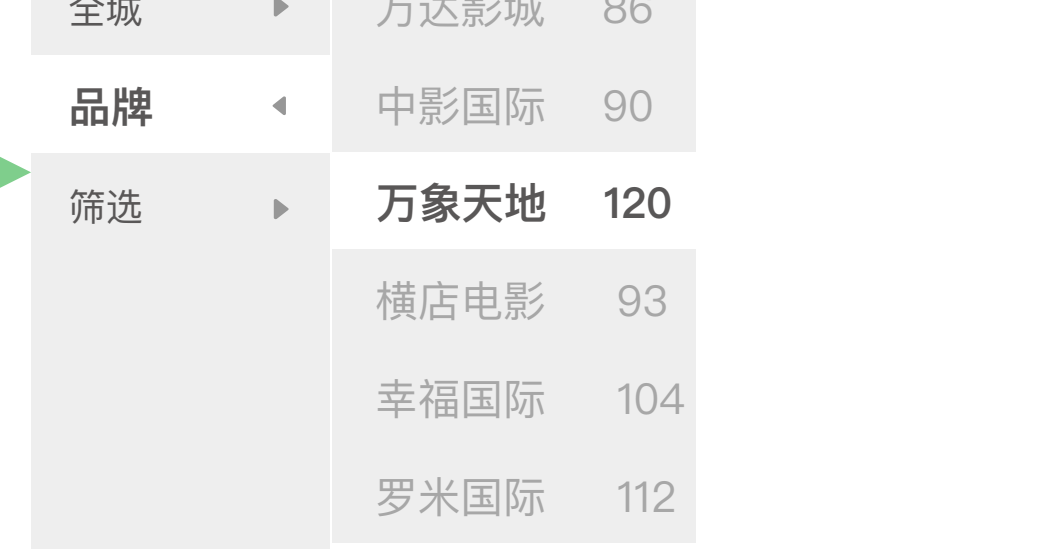 全城
万达影城 86
品牌
中影国际 90
筛选
万象天地 120
横店电影 93
幸福国际 104
罗米国际 112